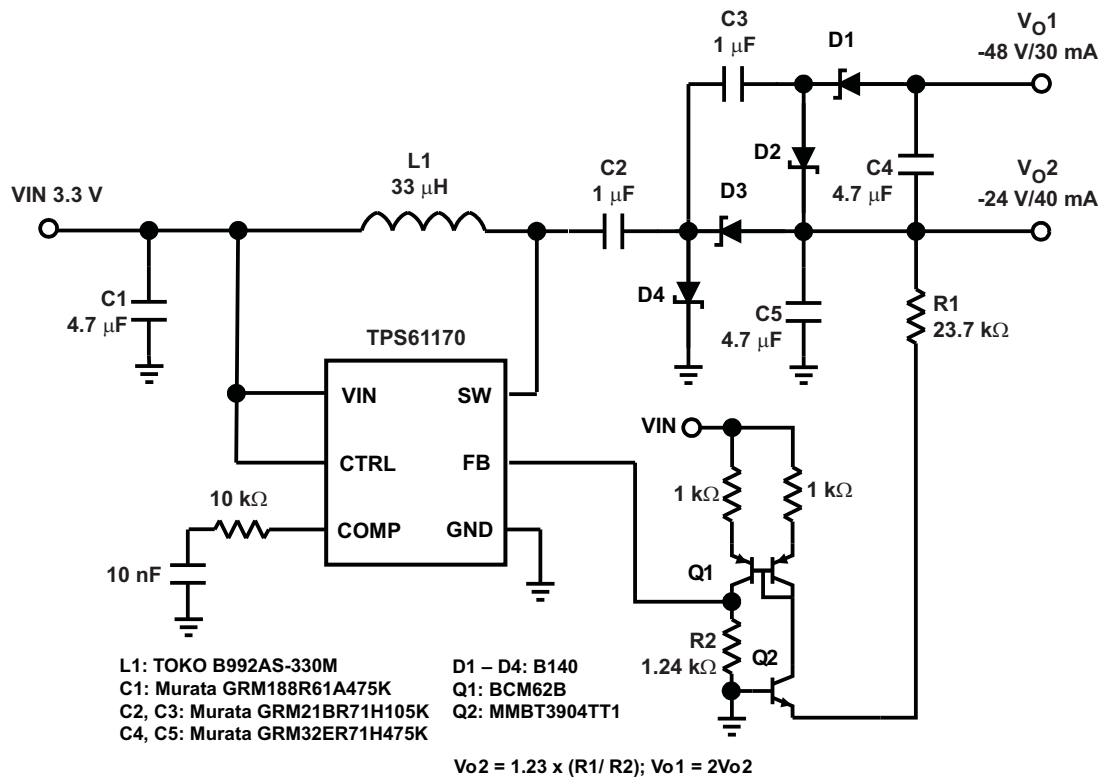 C3
1 μF
D1
VO1
-48 V/30 mA
L1
33 μH
C2
1 μF
D2
D3
C4
4.7 μF
VO2
-24 V/40 mA
VIN 3.3 V
C1
4.7 μF
D4
C5
4.7 μF
R1
23.7 kΩ
TPS61170
VIN
SW
CTRL
FB
COMP
GND
10 kΩ
10 nF
VIN
1 kΩ
1 kΩ
Q1
R2
1.24 kΩ
Q2
L1: TOKO B992AS-330M
C1: Murata GRM188R61A475K
C2, C3: Murata GRM21BR71H105K
C4, C5: Murata GRM32ER71H475K
D1 – D4: B140
Q1: BCM62B
Q2: MMBT3904TT1
Vo2 = 1.23 x (R1/ R2); Vo1 = 2Vo2